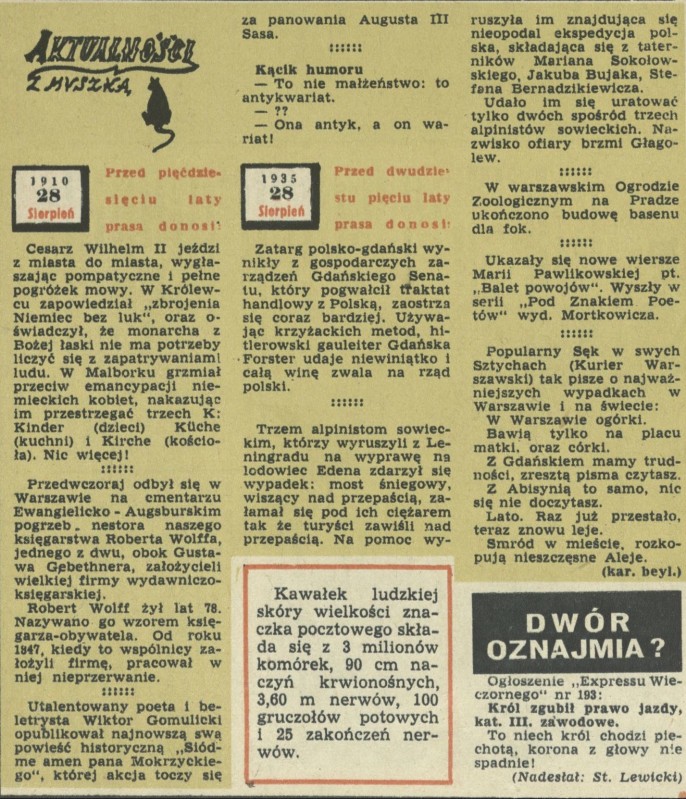 AKTUALNOŚCI
Z MYSZKĄ
1910
28
Sierpień
Przed pięćdzie-
sięciu laty
prasa donosi:
Cesarz Wilhelm II jeździ
z miasta do miasta, wygła-
szając pompatyczne i pełne
pogróżek mowy. W Królew-
cu zapowiedział „zbrojenia
Niemiec bez luk“, oraz o-
świadczył, że monarcha z
Bożej łaski nie ma potrzeby
liczyć się z zapatrywaniami
ludu. W Malborku grzmiał
przeciw emancypacji nie-
mieckich kobiet, nakazując
im przestrzegać trzech K:
Kinder (dzieci) Küche
(kuchni) i Kirche (kościo-
ła). Nic więcej!
::::::
Przedwczoraj odbył się w
Warszawie na cmentarzu
Ewangielicko - Augsburskim
pogrzeb nestora naszego
księgarstwa Roberta Wolffa,
jednego z dwu, obok Gusta-
wa Gebethnera, założycieli
wielkiej firmy wydawniczo-
księgarskiej.
Robert Wolff żył lat 78.
Nazywano go wzorem księ-
garza-obywatela. Od roku
1847, kiedy to wspólnicy za-
łożyli firmę, pracował w
niej nieprzerwanie.
::::::
Utalentowany poeta i be-
letrysta Wiktor Gomulicki
opublikował najnowszą swą
powieść historyczną „Siód-
me amen pana Mokrzyckie-
go“, której akcja toczy się
za panowania Augusta III
Sasa.
::::::
Kącik humoru
— To nie małżeństwo: to
antykwariat.
— ??
— Ona antyk, a on wa-
riat!
1935
28
Sierpień
Przed dwudzie-
stu pięciu laty
prasa donosi:
Zatarg polsko-gdański wy-
nikły z gospodarczych za-
rządzeń Gdańskiego Sena-
tu, który pogwałcił traktat
handlowy z Polską, zaostrza
się coraz bardziej. Używa-
jąc krzyżackich metod, hi-
tlerowski gauleiter Gdańska
Forster udaje niewiniątko i
całą winę zwala na rząd
polski.
::::::
Trzem alpinistom sowiec-
kim, którzy wyruszyli z Le-
ningradu na wyprawę na
lodowiec Edena zdarzył się
wypadek: most śniegowy,
wiszący nad przepaścią, za-
łamał się pod ich ciężarem
tak że turyści zawiśli nad
przepaścią. Na pomoc wy-
ruszyła im znajdująca się
nieopodal ekspedycja pol-
ska, składająca się z tater-
ników Mariana Sokołow-
skiego, Jakuba Bujaka, Ste-
fana Bernadzikiewicza.
Udało im się uratować
tylko dwóch spośród trzech
alpinistów sowieckich. Na-
zwisko ofiary brzmi Głago-
lew.
::::::
W warszawskim Ogrodzie
Zoologicznym na Pradze
ukończono budowę basenu
dla fok.
::::::
Ukazały się nowe wiersze
Marii Pawlikowskiej pt.
„Balet powojów“. Wyszły w
serii „Pod Znakiem Poe-
tów“ wyd. Mortkowicza.
::::::
Popularny Sęk w swych
Sztychach (Kurier War-
szawski) tak pisze o najważ-
niejszych wypadkach w
Warszawie i na świecie:
W Warszawie ogórki.
Bawią tylko na placu
matki, oraz córki.
Z Gdańskiem mamy trud-
ności, zresztą pisma czytasz.
Z Abisynią to samo, nic
się nie doczytasz.
Lato. Raz już przestało,
teraz znowu leje.
Smród w mieście, rozko-
pują nieszczęsne Aleje.
(kar. beyl.)
Kawałek ludzkiej
skóry wielkości zna-
czka pocztowego skła-
da się z 3 milionów
komórek, 90 cm na-
czyń krwionośnych,
3,60 m nerwów, 100
gruczołów potowych
i 25 zakończeń ner-
wów.
DWÓR
OZNAJMIA?
Ogłoszenie „Expressu Wie-
czornego“ nr 193:
Król zgubił prawo jazdy,
kat. III. zawodowe.
To niech król chodzi pie-
chotą, korona z głowy nie
spadnie!
(Nadesłał: St. Lewicki)